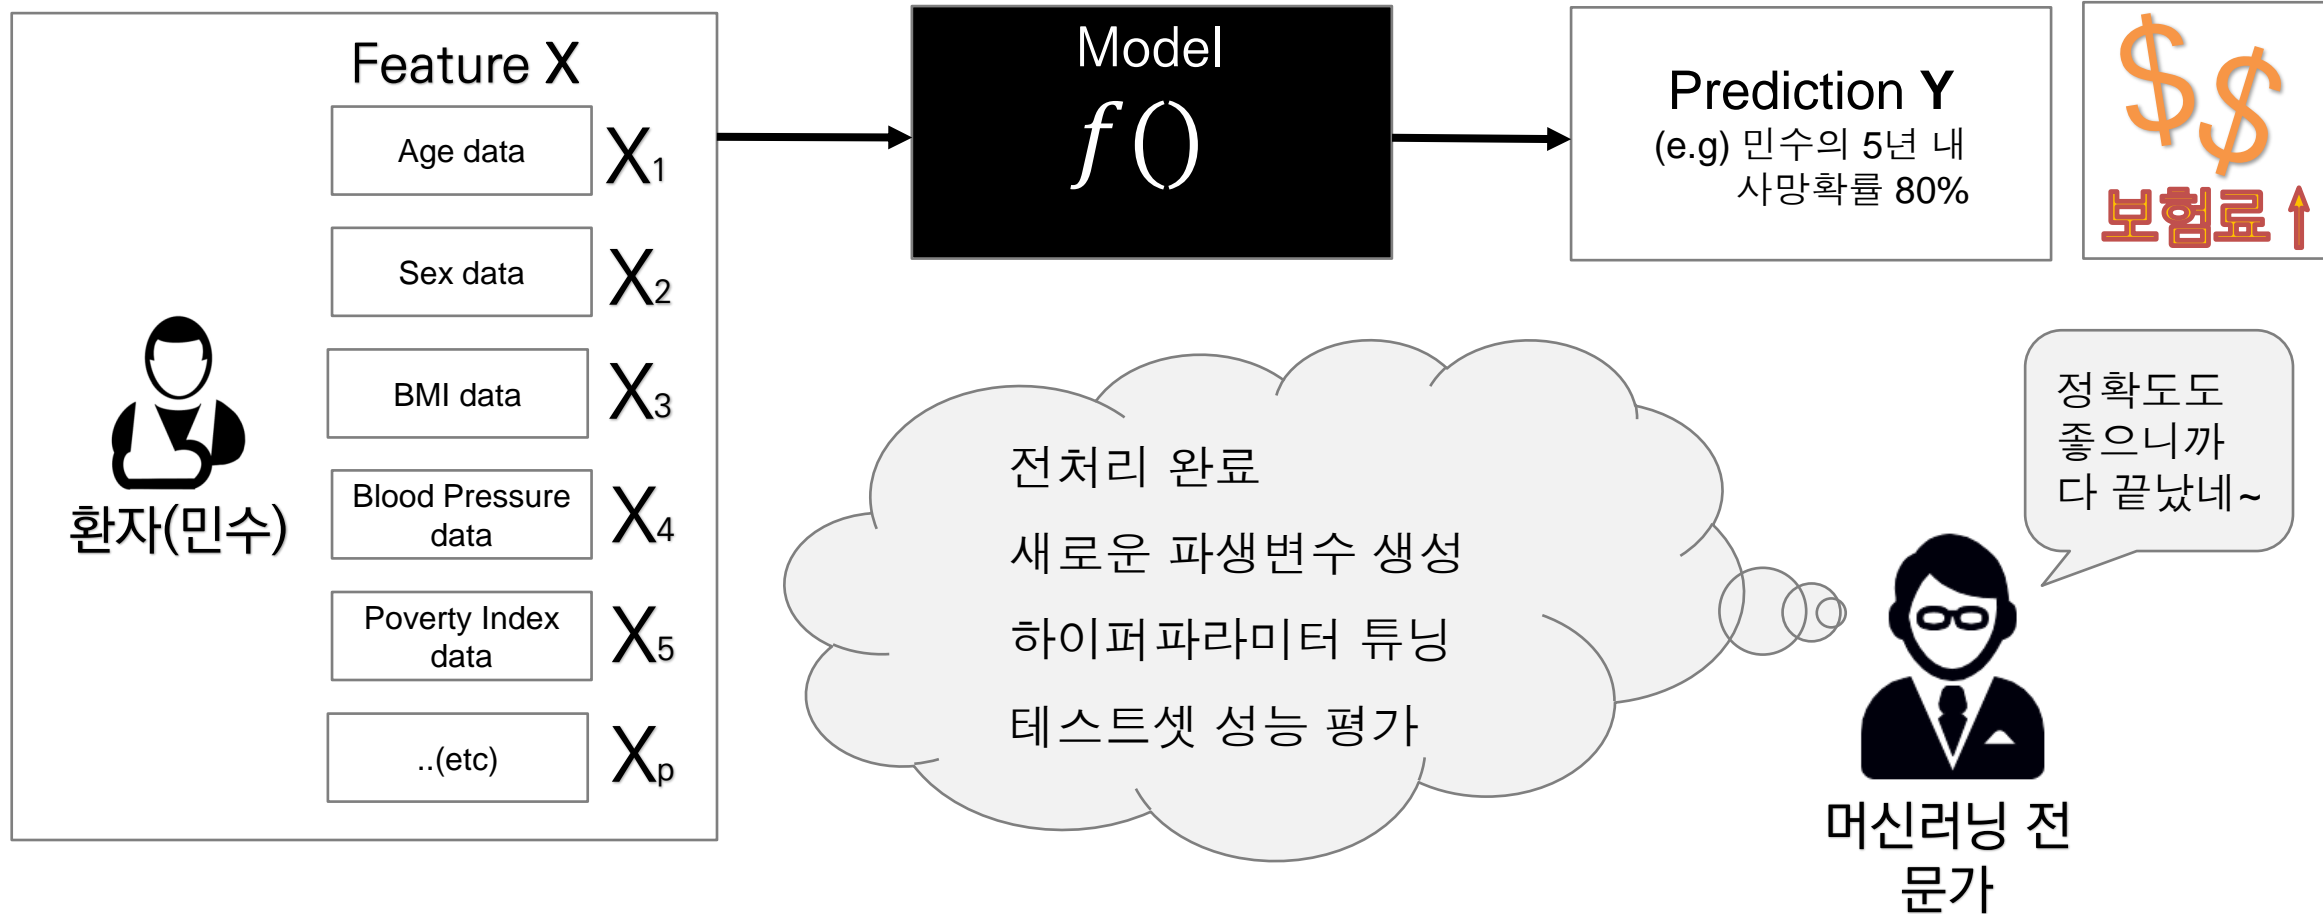 Feature X
Age data
X1
Sex data
X2
BMI data
X3
Blood Pressure
data
X4
Poverty Index
data
X5
..(etc)
Xp
환자(민수)
Model
f()
Prediction Y
(e.g) 민수의 5년 내
사망확률 80%
$$
보험료↑
전처리 완료
새로운 파생변수 생성
하이퍼파라미터 튜닝
테스트셋 성능 평가
정확도도
좋으니까
다 끝났네~
머신러닝 전
문가